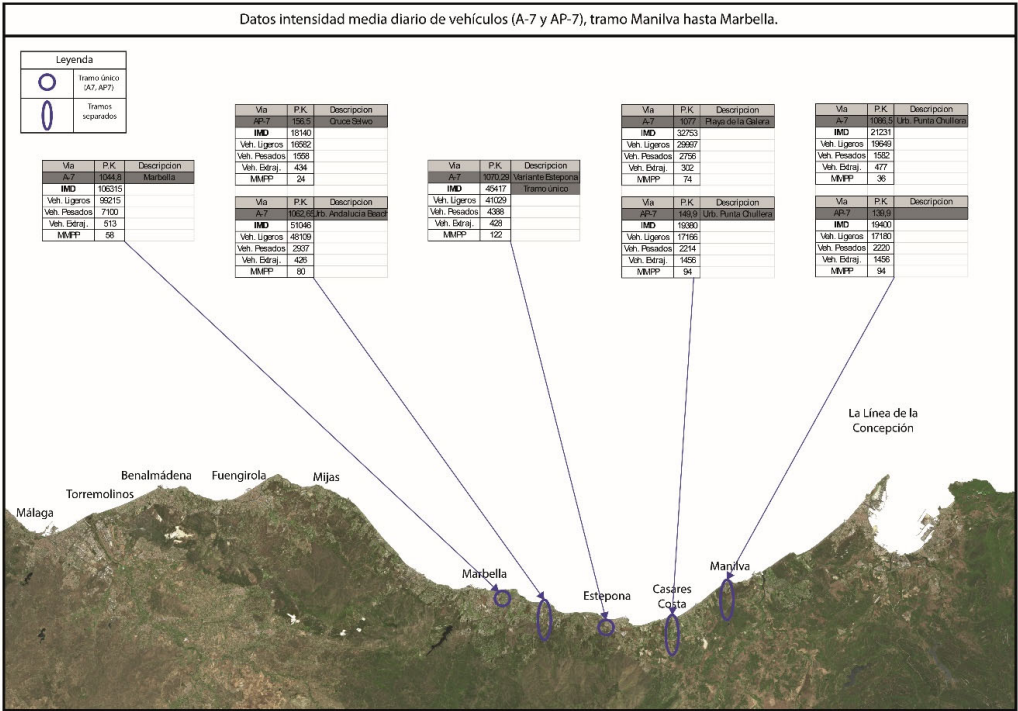 Datos intensidad media diario de vehículos (A-7 y AP-7), tramo Manilva hasta Marbella.
Leyenda
Tramo único
(A7, AP7)
Tramos
separados
Vía P.K. Descripcion
A-7 1044,8 Marbella
IMD 106315
Veh. Ligeros 99215
Veh. Pesados 7100
Veh. Extraj. 513
MMPP 58
Vía P.K. Descripcion
AP-7 156,5 Cruce Selwo
IMD 18140
Veh. Ligeros 16582
Veh. Pesados 1558
Veh. Extraj. 434
MMPP 24
Vía P.K. Descripcion
A-7 1062,65 Urb. Andalucia Beach
IMD 51046
Veh. Ligeros 48109
Veh. Pesados 2937
Veh. Extraj. 426
MMPP 80
Vía P.K. Descripcion
A-7 1070,29 Variante Estepona
IMD 45417 Tramo único
Veh. Ligeros 41029
Veh. Pesados 4388
Veh. Extraj. 428
MMPP 122
Vía P.K. Descripcion
A-7 1077 Playa de la Galera
IMD 32753
Veh. Ligeros 29997
Veh. Pesados 2756
Veh. Extraj. 302
MMPP 74
Vía P.K. Descripcion
AP-7 149,9 Urb. Punta Chullera
IMD 19380
Veh. Ligeros 17166
Veh. Pesados 2214
Veh. Extraj. 1456
MMPP 94
Vía P.K. Descripcion
A-7 1086,5 Urb. Punta Chullera
IMD 21231
Veh. Ligeros 19649
Veh. Pesados 1582
Veh. Extraj. 477
MMPP 36
Vía P.K. Descripcion
AP-7 139,9
IMD 19400
Veh. Ligeros 17180
Veh. Pesados 2220
Veh. Extraj. 1456
MMPP 94
La Línea de la
Concepción
Málaga
Torremolinos
Benalmádena
Fuengirola
Mijas
Marbella
Estepona
Casares
Costa
Manilva